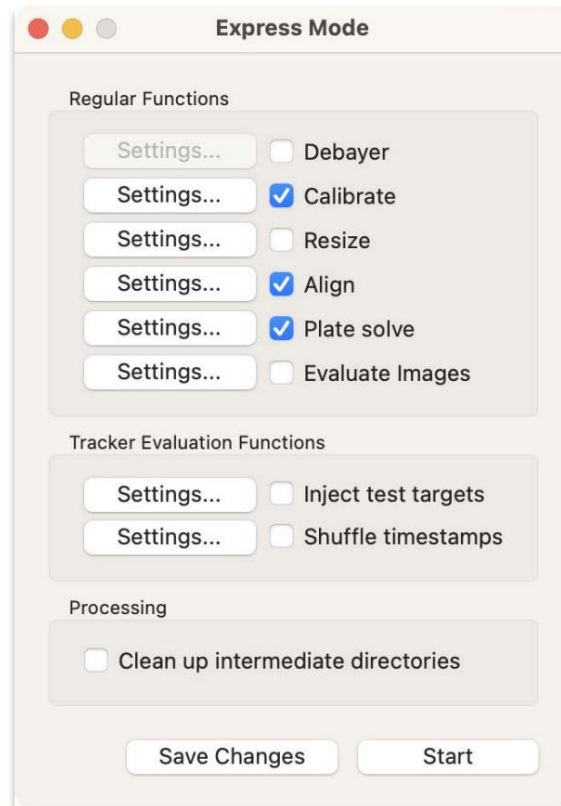 Express Mode
Regular Functions
Settings... Debayer
Settings... Calibrate
Settings... Resize
Settings... Align
Settings... Plate solve
Settings... Evaluate Images
Tracker Evaluation Functions
Settings... Inject test targets
Settings... Shuffle timestamps
Processing
Clean up intermediate directories
Save Changes Start